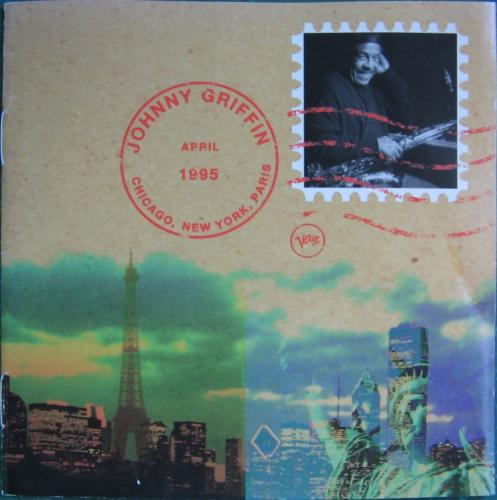 JOHNNY GRIFFIN
APRIL
1995
CHICAGO, NEW YORK, PARIS
VERVE